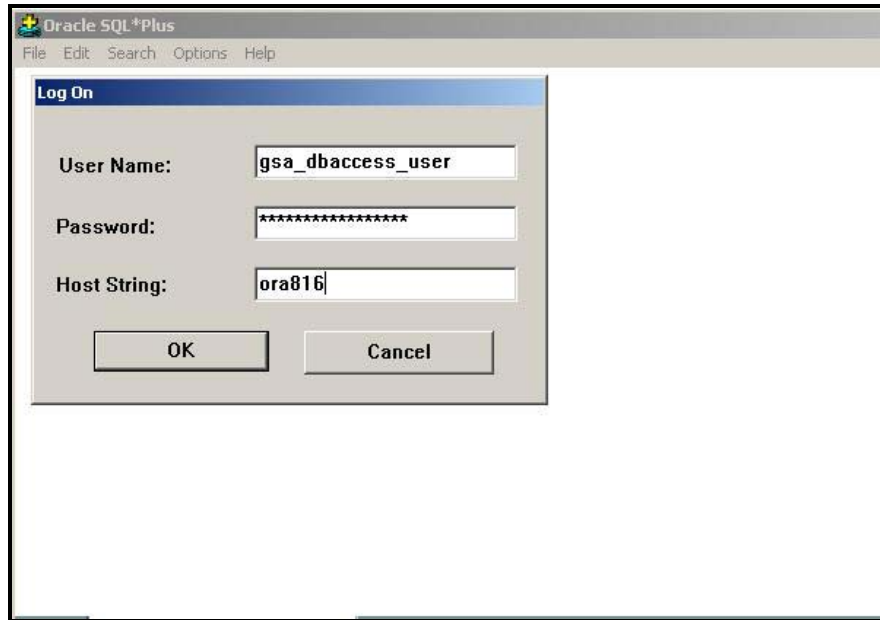 Oracle SQL*Plus
File Edit Search Options Help
Log On
User Name: gsa_dbaccess_user
Password: *****************
Host String: ora816
OK Cancel